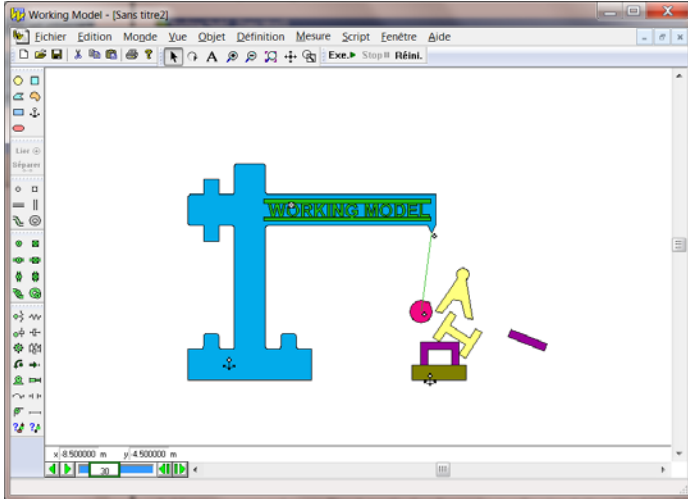 Working Model - [Sans titre2]
Eichier Edition Monde Vue Objet Définition Mesure Script Fenêtre Aide
A Exe. Stop Réini.
Lier
Séparer
WORKING MODEL
x -8.500000 m y -4.500000 m
30